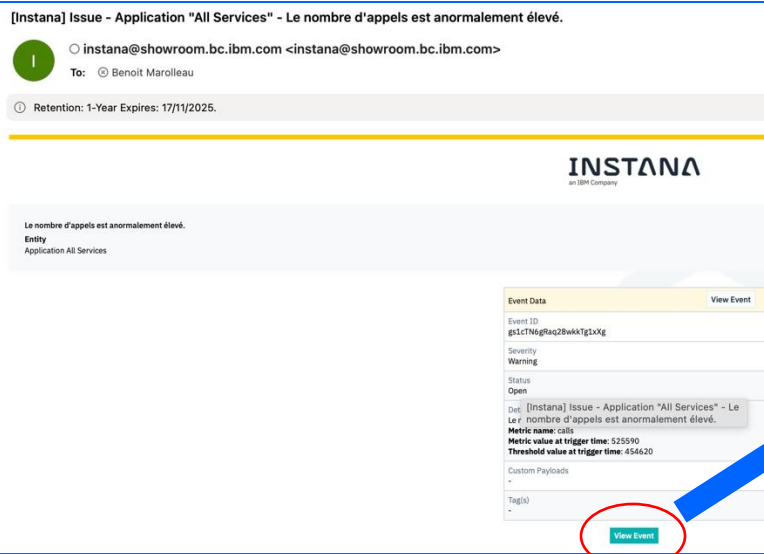 [Instana] Issue - Application "All Services" - Le nombre d'appels est anormalement élevé.
I
instana@showroom.bc.ibm.com <instana@showroom.bc.ibm.com>
To: Benoit Marolleau
Retention: 1-Year Expires: 17/11/2025.
INSTANA
an IBM Company
Le nombre d'appels est anormalement élevé.
Entity
Application All Services
Event Data
View Event
Event ID
gs1cTN6gRaq28wkkTg1xXg
Severity
Warning
Status
Open
[Instana] Issue - Application "All Services" - Le
nombre d'appels est anormalement élevé.
Metric name: calls
Metric value at trigger time: 525590
Threshold value at trigger time: 454620
Custom Payloads
-
Tag(s)
-
View Event